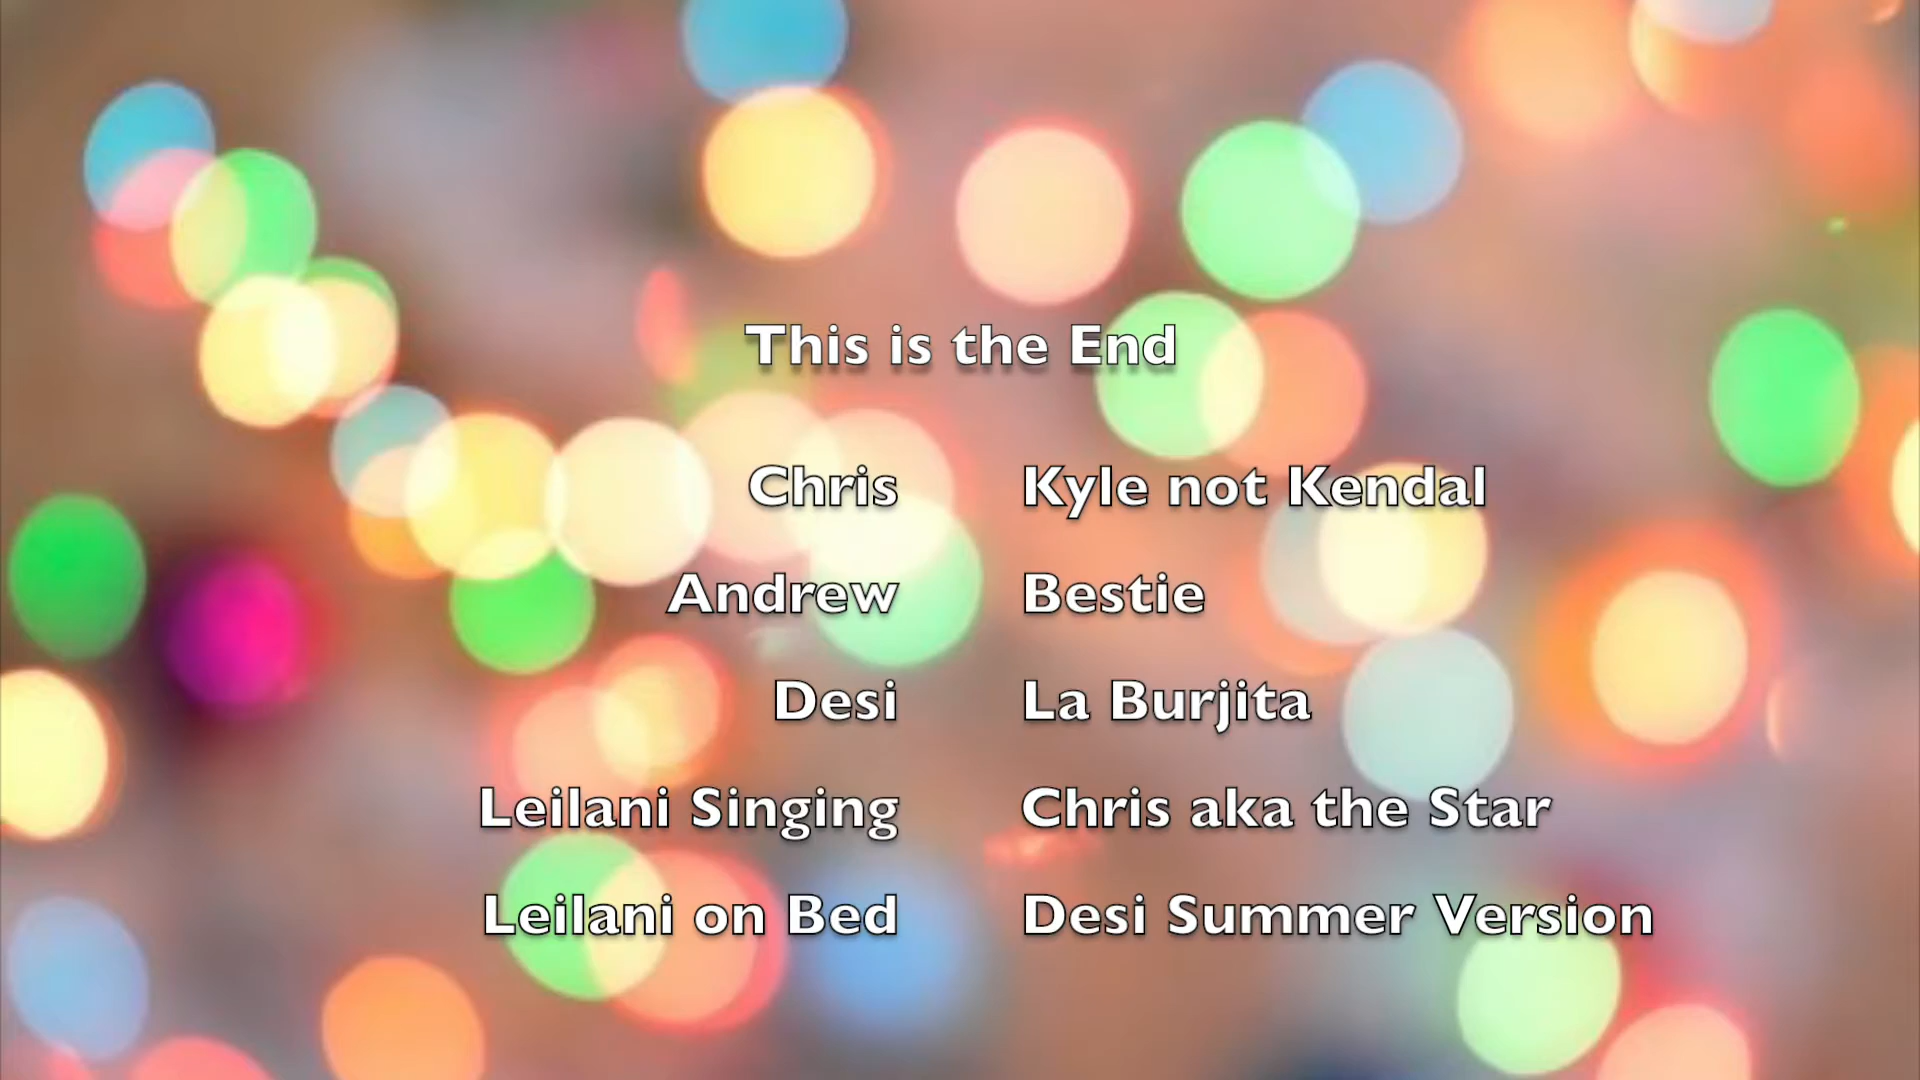 This is the End
Chris Kyle not Kendal
Andrew Bestie
Desi La Burjita
Leilani Singing Chris aka the Star
Leilani on Bed Desi Summer Version